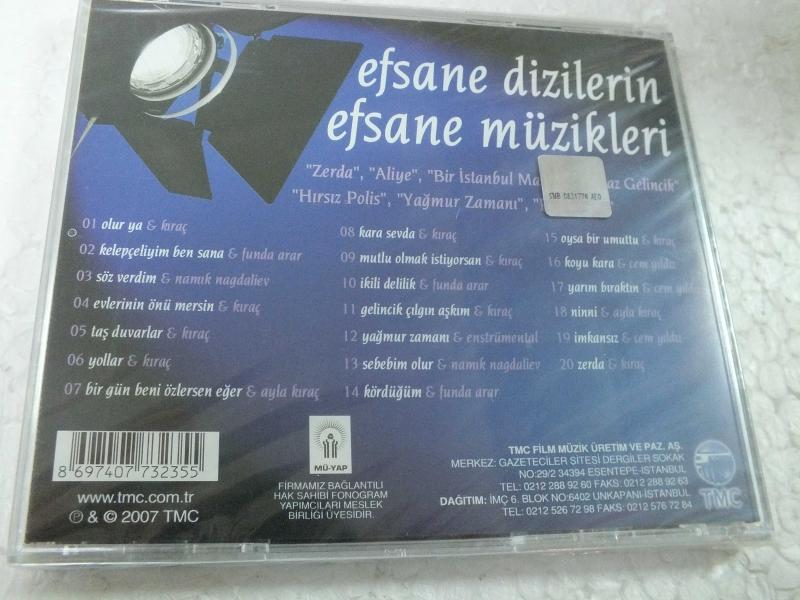 efsane dizilerin
efsane müzikleri
"Zerda", "Aliye", "Bir İstanbul Ma az Gelincik"
"Hırsız Polis", "Yağmur Zamanı", "
SMB
01 olur ya & kıraç
02 kelepçeliyim ben sana & funda arar
03 söz verdim & namık nagdaliev
04 evlerinin önü mersin & kıraç
05 taş duvarlar & kıraç
06 yollar & kıraç
07 bir gün beni özlersen eğer & ayla kıraç
08 kara sevda & kıraç
09 mutlu olmak istiyorsan & kıraç
10 ikili delilik & funda arar
11 gelincik çılgın aşkım & kıraç
12 yağmur zamanı & enstrümental
13 sebebim olur & namık nagdaliev
14 kördüğüm & funda arar
15 oysa bir umuttu & kıraç
16 koyu kara & cem yıldız
17 yarım bıraktın & cem yıldız
18 ninni & ayla kıraç
19 imkansız & cem yıldız
20 zerda & kıraç
8 697407 732355
www.tmc.com.tr
℗ & © 2007 TMC
MÜ-YAP
FİRMAMIZ BAĞLANTILI
HAK SAHİBİ FONOGRAM
YAPIMCILARI MESLEK
BİRLİĞİ ÜYESİDİR.
TMC FİLM MÜZİK ÜRETİM VE PAZ. AŞ.
MERKEZ: GAZETECİLER SİTESİ DERGİLER SOKAK
NO:29/2 34394 ESENTEPE-İSTANBUL
TEL: 0212 288 92 60 FAKS: 0212 288 92 63
DAĞITIM: İMÇ 6. BLOK NO:6402 UNKAPANI-İSTANBUL
TEL: 0212 526 72 98 FAKS: 0212 576 72 84
TMC